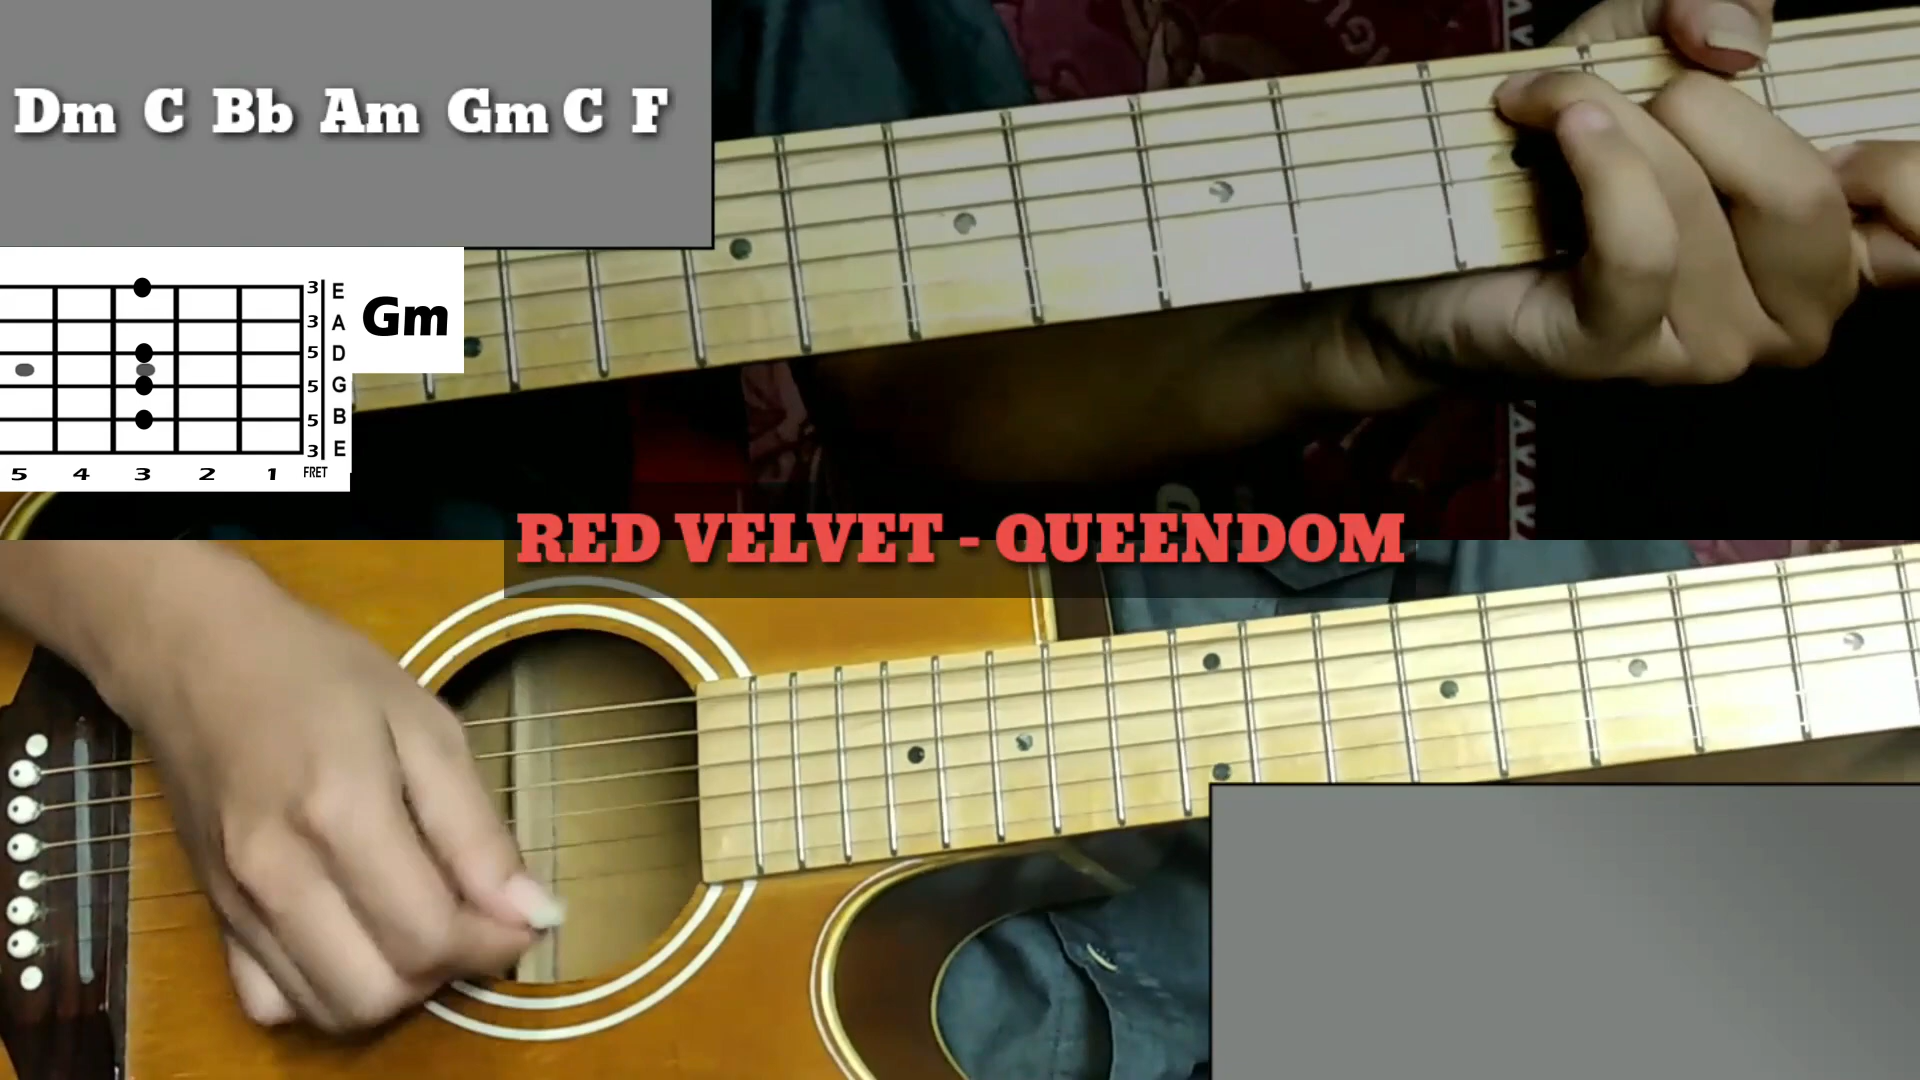 Dm C Bb Am Gm C F
3 E
3 A
5 D
5 G
5 B
3 E
Gm
5 4 3 2 1 FRET
RED VELVET - QUEENDOM